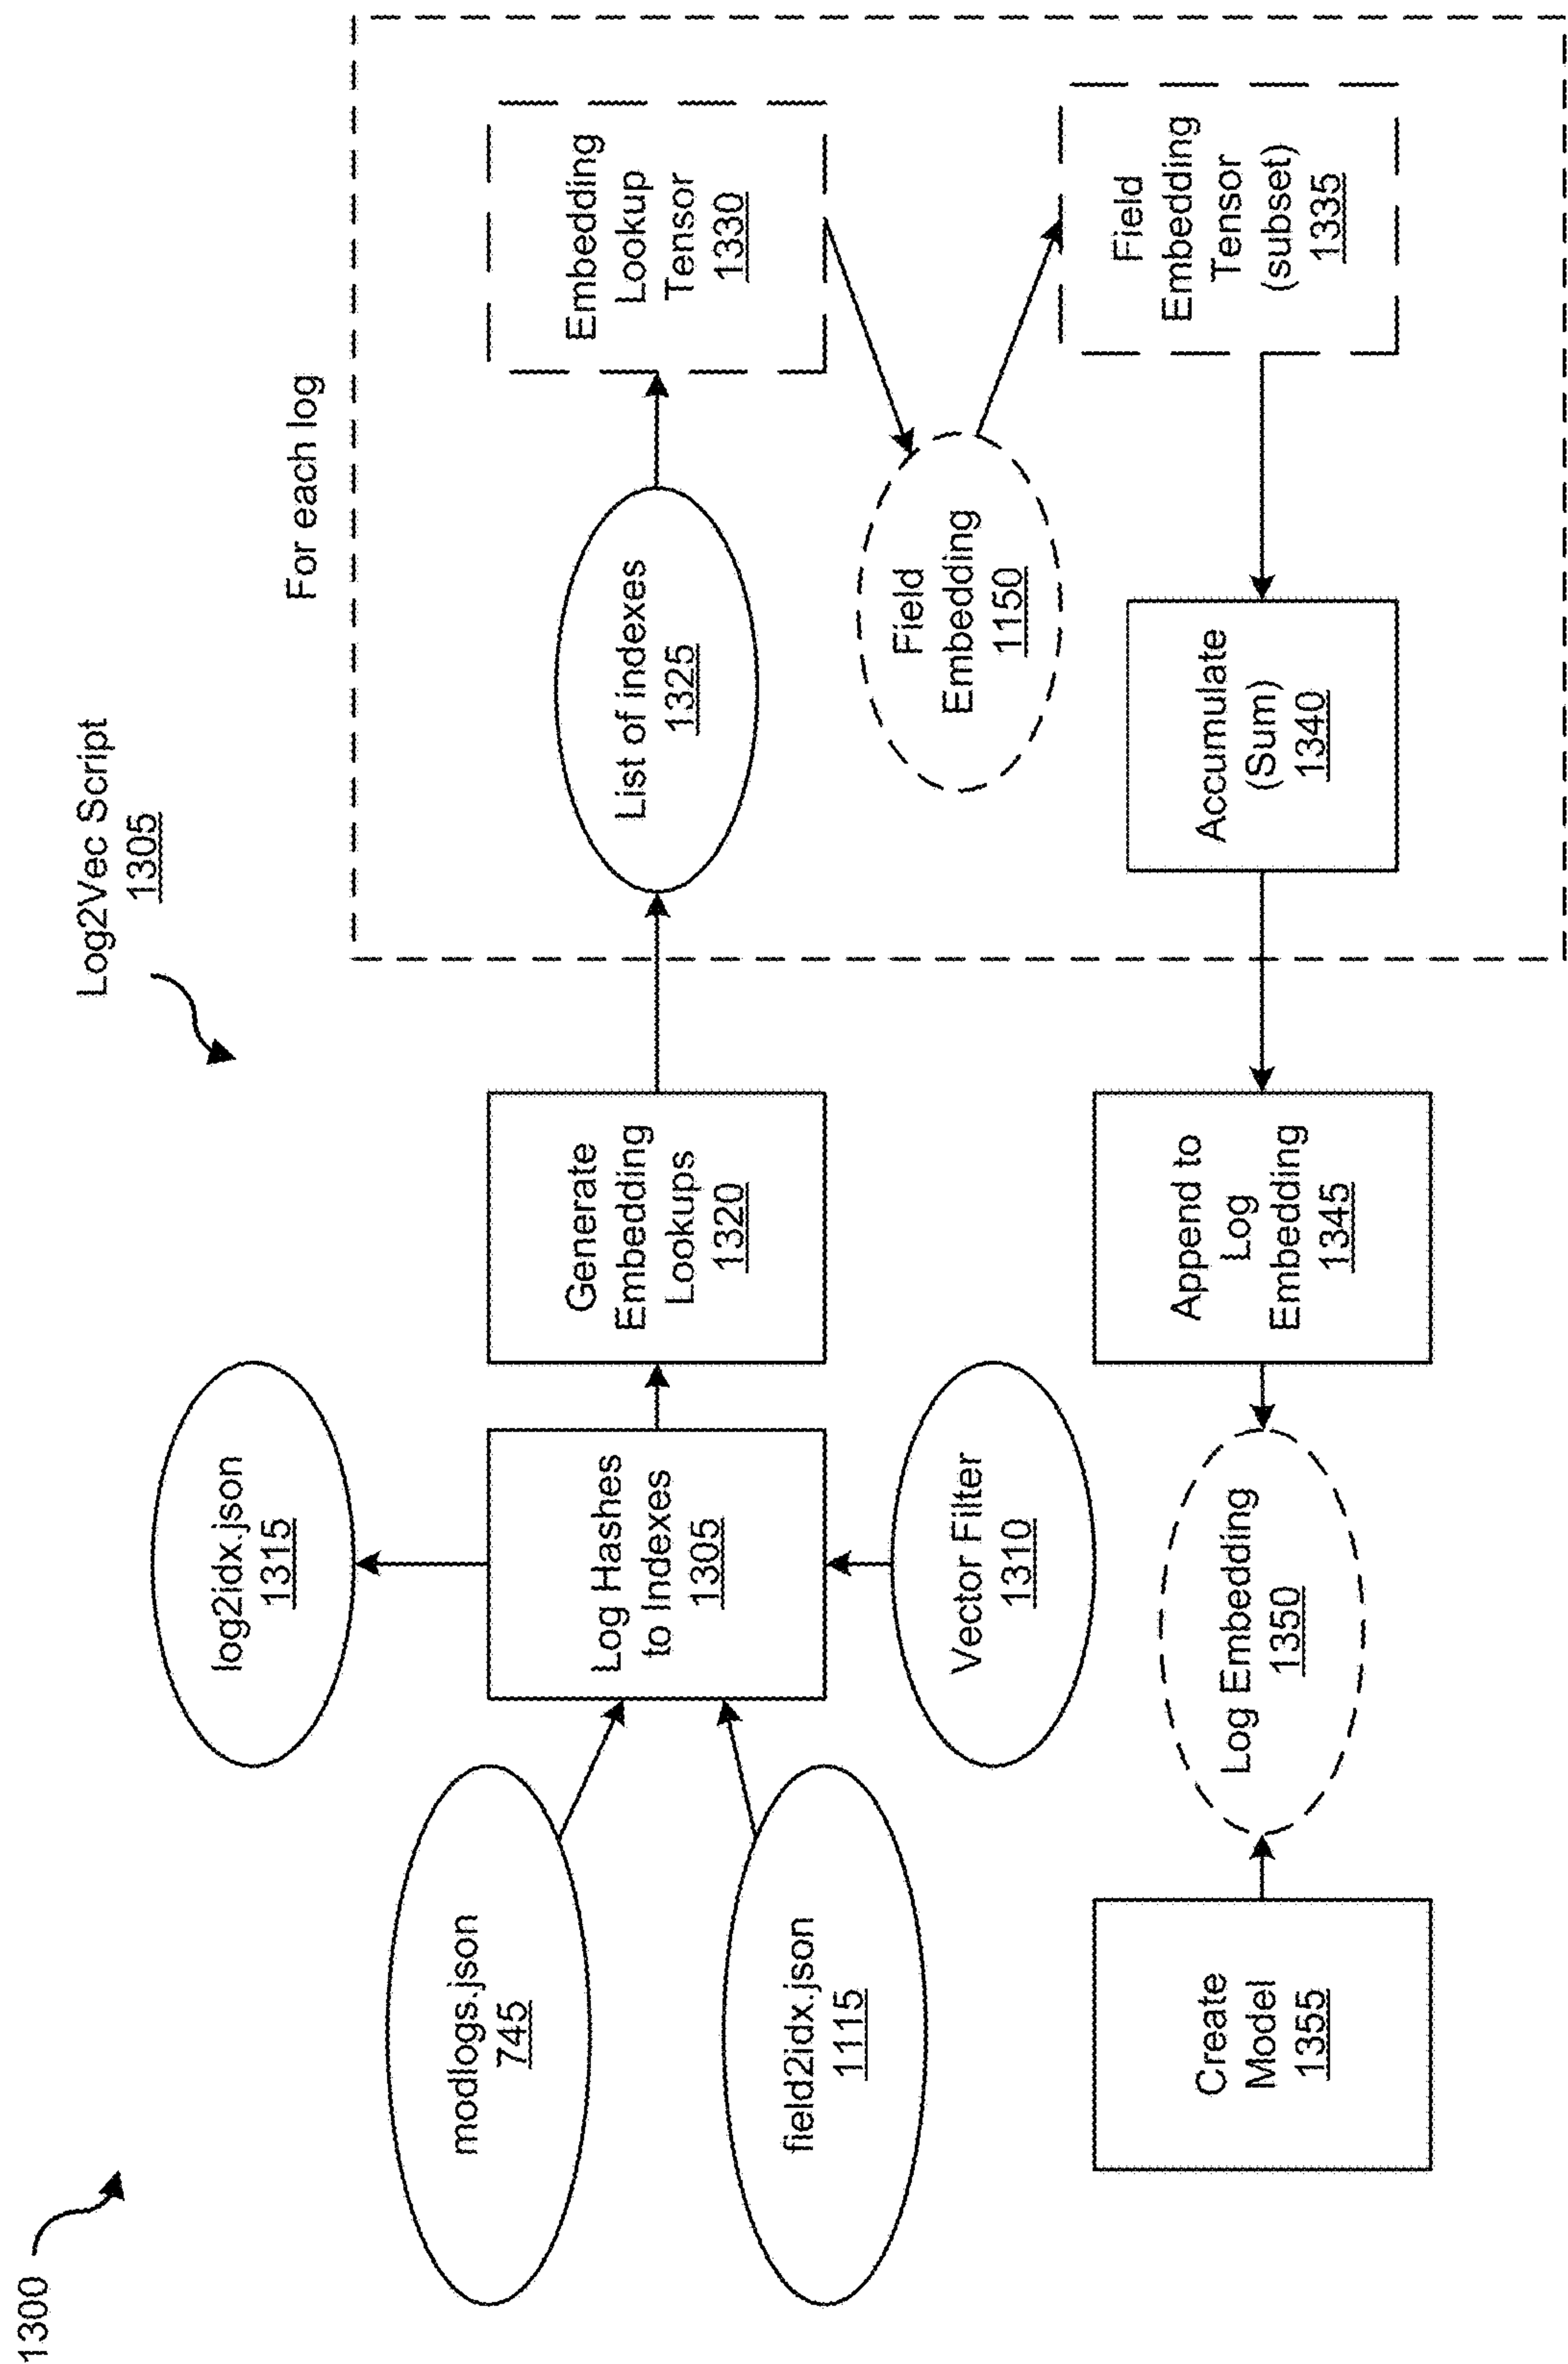 1300
Log2Vec Script
1305
For each log
log2idx.json
1315
modlogs.json
745
field2idx.json
1115
Log Hashes
to Indexes
1305
Vector Filter
1310
Generate
Embedding
Lookups
1320
List of indexes
1325
Embedding
Lookup
Tensor
1330
Field
Embedding
1150
Field
Embedding
Tensor
(subset)
1335
Accumulate
(Sum)
1340
Append to
Log
Embedding
1345
Log Embedding
1350
Create
Model
1355